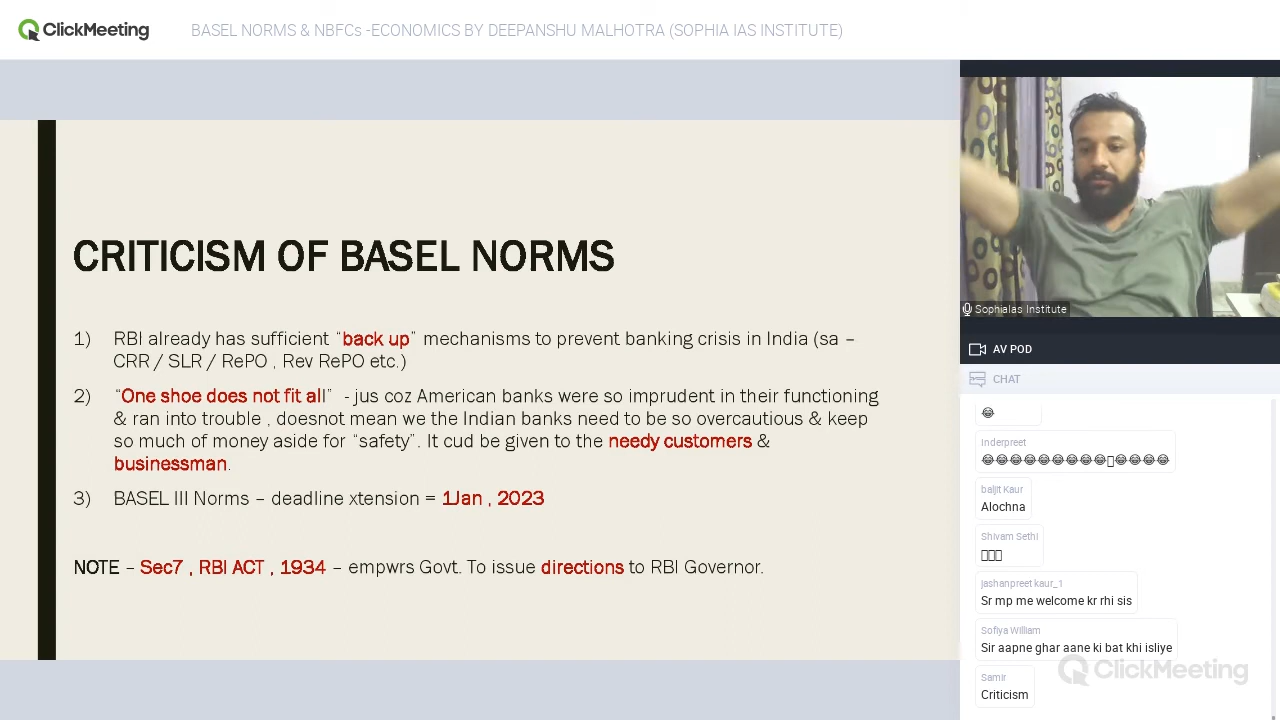 ClickMeeting
BASEL NORMS & NBFCs -ECONOMICS BY DEEPANSHU MALHOTRA (SOPHIA IAS INSTITUTE)
CRITICISM OF BASEL NORMS
1) RBI already has sufficient “back up” mechanisms to prevent banking crisis in India (sa –
CRR / SLR / RePO , Rev RePO etc.)
2) “One shoe does not fit all” - jus coz American banks were so imprudent in their functioning
& ran into trouble , doesnot mean we the Indian banks need to be so overcautious & keep
so much of money aside for “safety”. It cud be given to the needy customers &
businessman.
3) BASEL III Norms – deadline xtension = 1Jan , 2023
NOTE – Sec7 , RBI ACT , 1934 – empwrs Govt. To issue directions to RBI Governor.
SophiaIas Institute
AV POD
CHAT
😂
Inderpreet
😂😂😂😂😂😂😂😂😂▯😂😂😂😂
baljit Kaur
Alochna
Shivam Sethi
▯▯▯
jashanpreet kaur_1
Sr mp me welcome kr rhi sis
Sofiya William
Sir aapne ghar aane ki bat khi isliye
Samir
Criticism
ClickMeeting